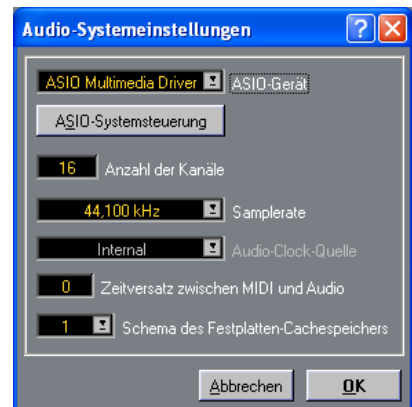 Audio-Systemeinstellungen
ASIO Multimedia Driver ASIO-Gerät
ASIO-Systemsteuerung
16 Anzahl der Kanäle
44,100 kHz Samplerate
Internal Audio-Clock-Quelle
0 Zeitversatz zwischen MIDI und Audio
1 Schema des Festplatten-Cachespeichers
Abbrechen OK